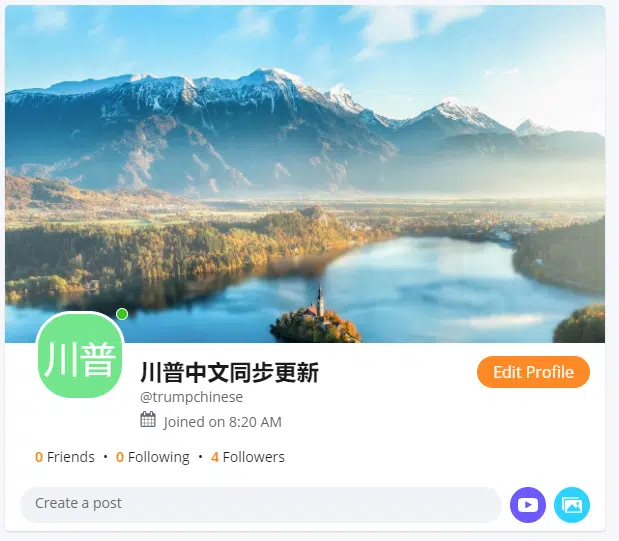 川普
川普中文同步更新
Edit Profile
@trumpchinese
Joined on 8:20 AM
0 Friends • 0 Following • 4 Followers
Create a post